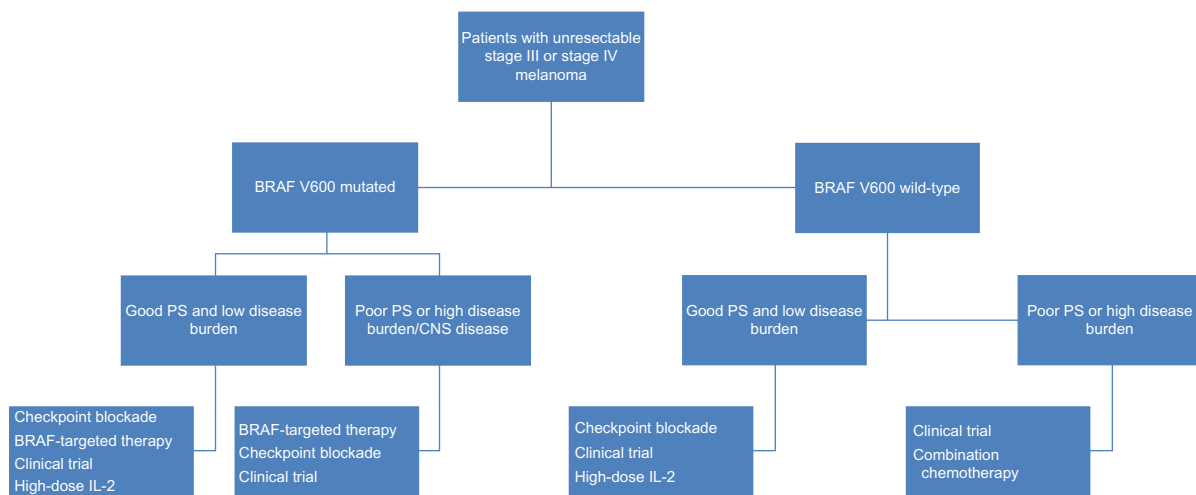 Patients with unresectable
stage III or stage IV
melanoma
BRAF V600 mutated
BRAF V600 wild-type
Good PS and low disease
burden
Poor PS or high disease
burden/CNS disease
Good PS and low disease
burden
Poor PS or high disease
burden
Checkpoint blockade
BRAF-targeted therapy
Clinical trial
High-dose IL-2
BRAF-targeted therapy
Checkpoint blockade
Clinical trial
Checkpoint blockade
Clinical trial
High-dose IL-2
Clinical trial
Combination
chemotherapy